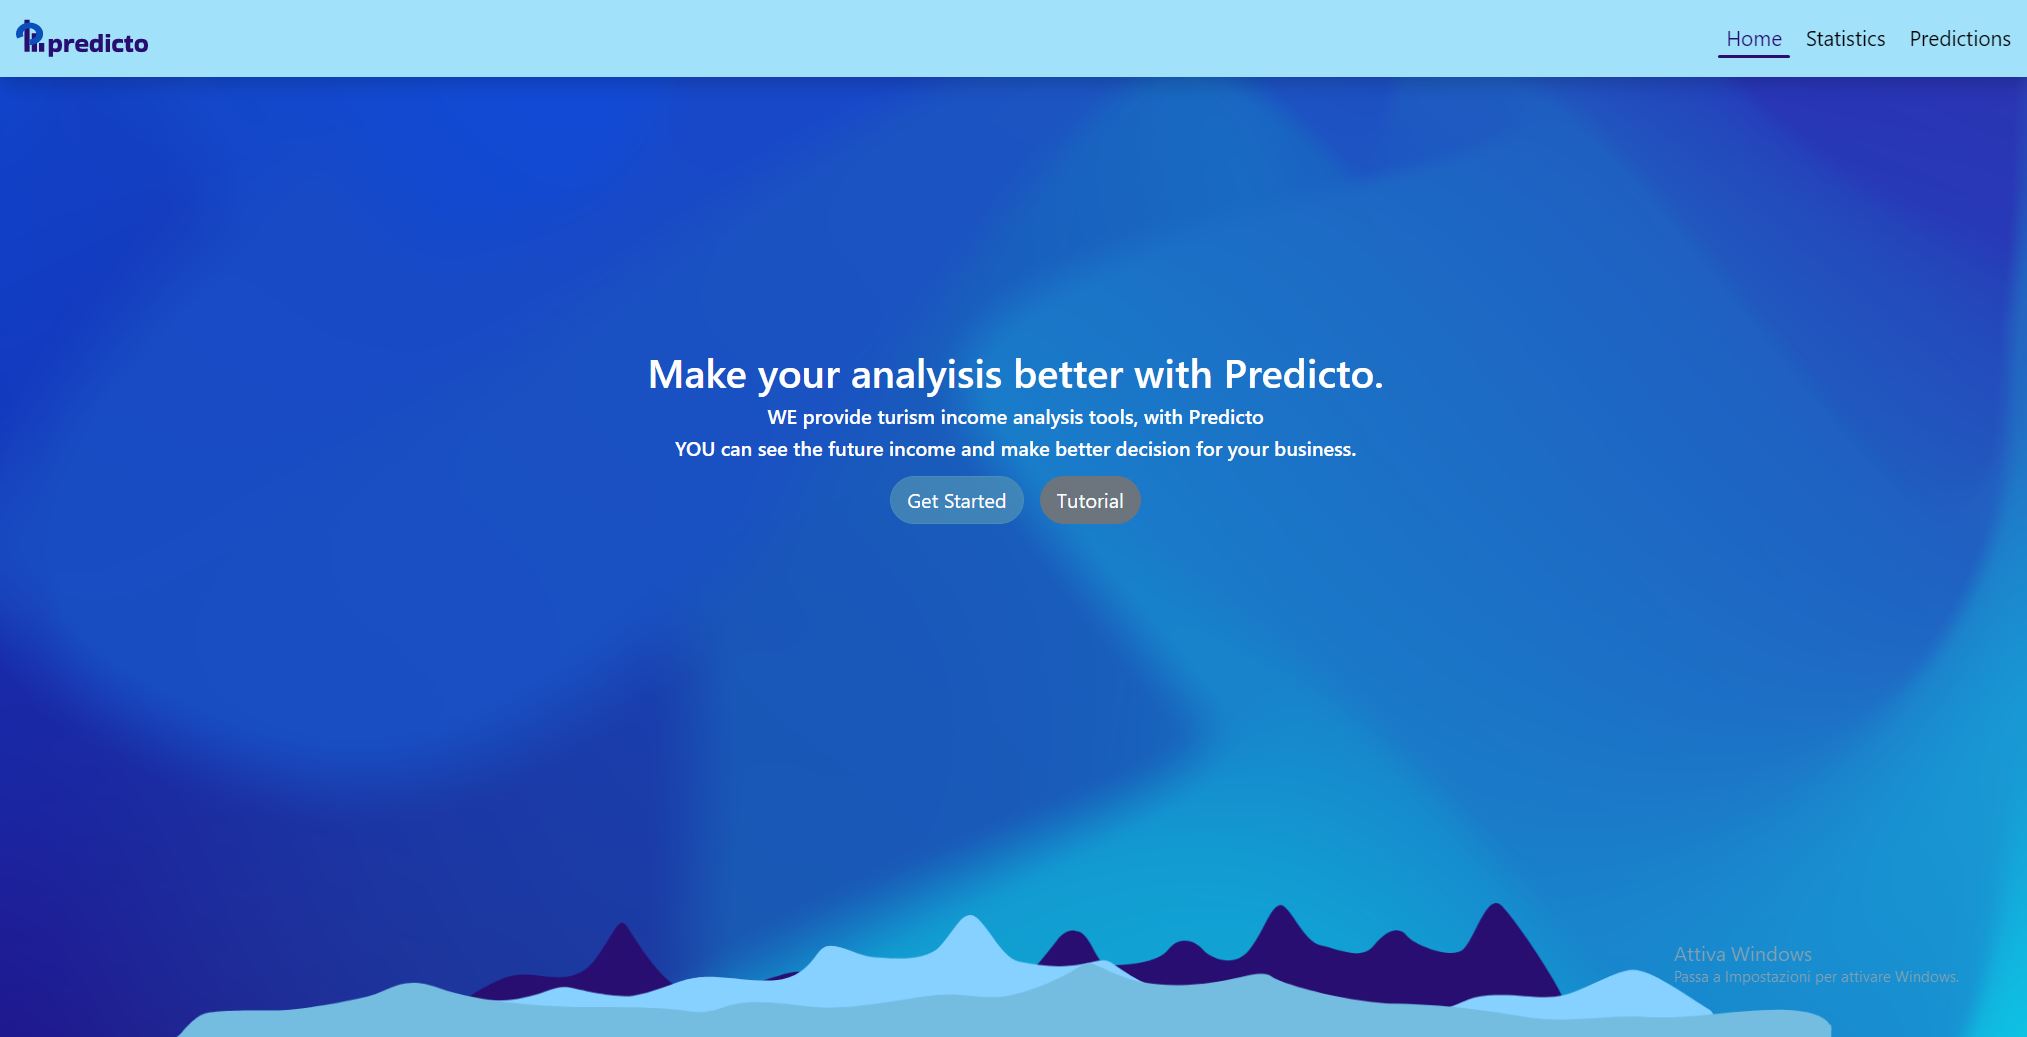 predicto
Home Statistics Predictions
Make your analyisis better with Predicto.
WE provide turism income analysis tools, with Predicto
YOU can see the future income and make better decision for your business.
Get Started Tutorial
Attiva Windows
Passa a Impostazioni per attivare Windows.